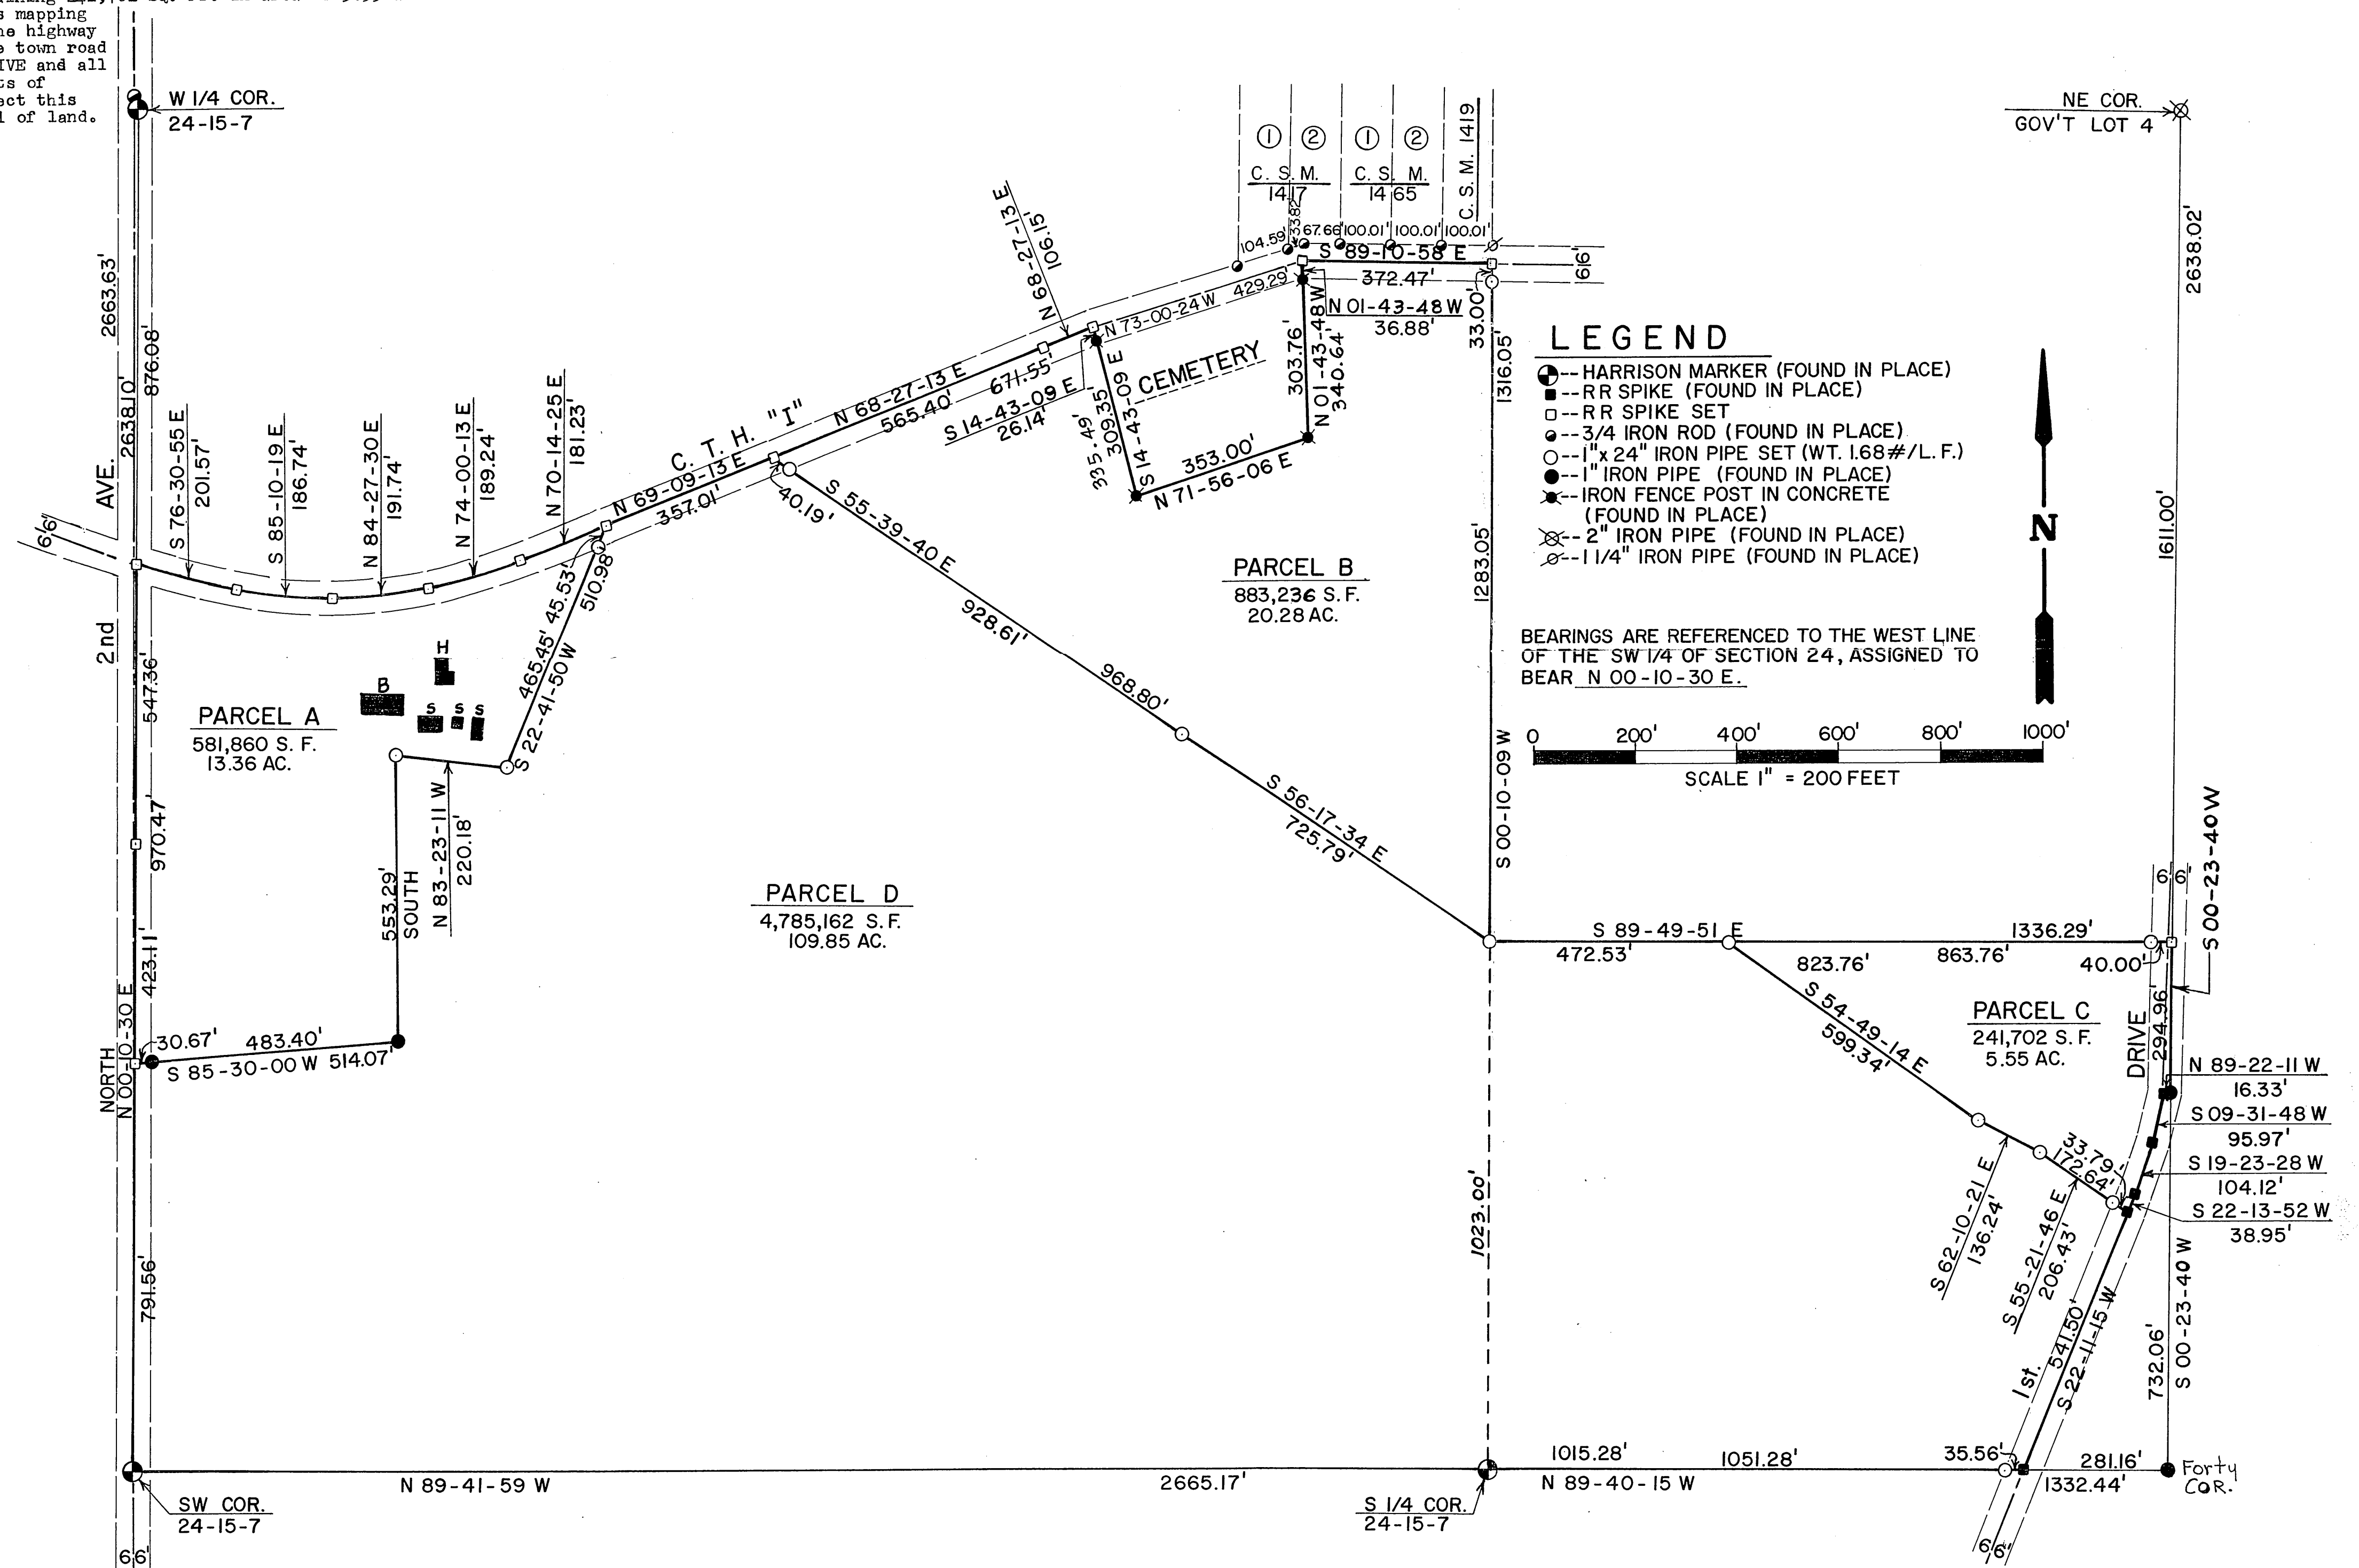 s mapping
he highway
e town road
IVE and all
ts of
ect this
l of land.
W 1/4 COR.
24-15-7
NE COR.
GOV'T LOT 4
1 2 1 2
C. S. M.
1417
C. S. M.
1465
C. S. M. 1419
104.59'
33.82'
67.66'
100.01'
100.01'
100.01'
S 89-10-58 E
372.47'
66'
N 01-43-48 W
36.88'
33.00'
1316.05'
1283.05'
S 00-10-09 W
N 68-27-13 E
106.15'
N 73-00-24 W
429.29'
CEMETERY
303.76'
N 01-43-48 W
340.64'
353.00'
N 71-56-06 E
S 14-43-09 E
309.35'
335.49'
S 14-43-09 E
26.14'
C. T. H. "I"
N 68-27-13 E
671.55'
565.40'
N 69-09-13 E
357.01'
40.19'
N 70-14-25 E
181.23'
N 74-00-13 E
189.24'
N 84-27-30 E
191.74'
S 85-10-19 E
186.74'
S 76-30-55 E
201.57'
66'
2nd AVE.
2663.63'
2638.10'
876.08'
547.36'
970.47'
423.11'
791.56'
NORTH
N 00-10-30 E
LEGEND
--HARRISON MARKER (FOUND IN PLACE)
--RR SPIKE (FOUND IN PLACE)
--RR SPIKE SET
--3/4 IRON ROD (FOUND IN PLACE)
--1"x 24" IRON PIPE SET (WT. 1.68#/L.F.)
--1" IRON PIPE (FOUND IN PLACE)
--IRON FENCE POST IN CONCRETE
(FOUND IN PLACE)
--2" IRON PIPE (FOUND IN PLACE)
--1 1/4" IRON PIPE (FOUND IN PLACE)
N
BEARINGS ARE REFERENCED TO THE WEST LINE
OF THE SW 1/4 OF SECTION 24, ASSIGNED TO
BEAR N 00-10-30 E.
0 200' 400' 600' 800' 1000'
SCALE 1" = 200 FEET
2638.02'
1611.00'
S 00-23-40 W
PARCEL B
883,236 S.F.
20.28 AC.
S 55-39-40 E
928.61'
968.80'
S 56-17-34 E
725.79'
45.53'
510.98'
465.45'
S 22-41-50 W
H
B
S S S
PARCEL A
581,860 S. F.
13.36 AC.
N 83-23-11 W
220.18'
553.29'
SOUTH
30.67'
483.40'
S 85-30-00 W 514.07'
PARCEL D
4,785,162 S.F.
109.85 AC.
S 89-49-51 E
472.53'
1336.29'
823.76'
863.76'
40.00'
66'
PARCEL C
241,702 S.F.
5.55 AC.
S 54-49-14 E
599.34'
DRIVE
294.96'
N 89-22-11 W
16.33'
S 09-31-48 W
95.97'
S 19-23-28 W
104.12'
S 22-13-52 W
38.95'
33.79'
172.64'
S 62-10-21 E
136.24'
S 55-21-46 E
206.43'
1023.00'
1st.
541.50'
S 22-11-15 W
732.06'
S 00-23-40 W
N 89-41-59 W
2665.17'
1015.28'
1051.28'
35.56'
281.16'
N 89-40-15 W
1332.44'
Forty
COR.
SW COR.
24-15-7
S 1/4 COR.
24-15-7
66'
66'